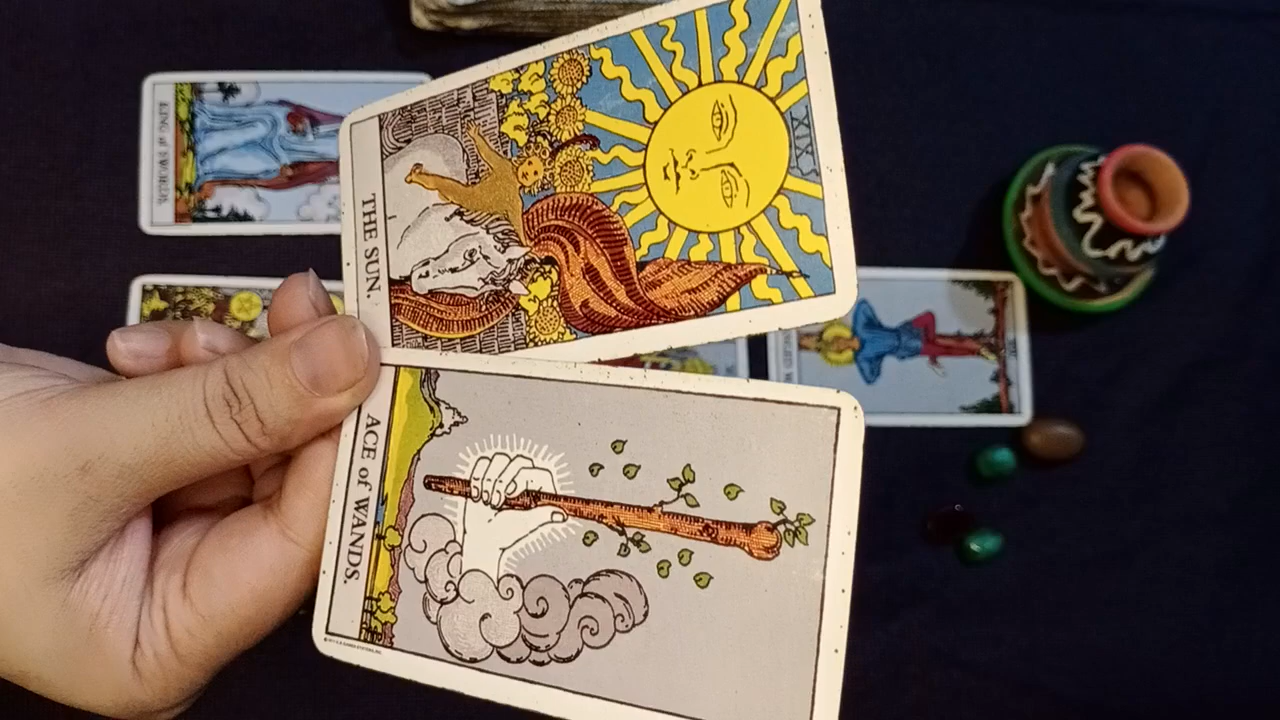 KING of SWORDS.
THE SUN.
XIX
ACE of WANDS.